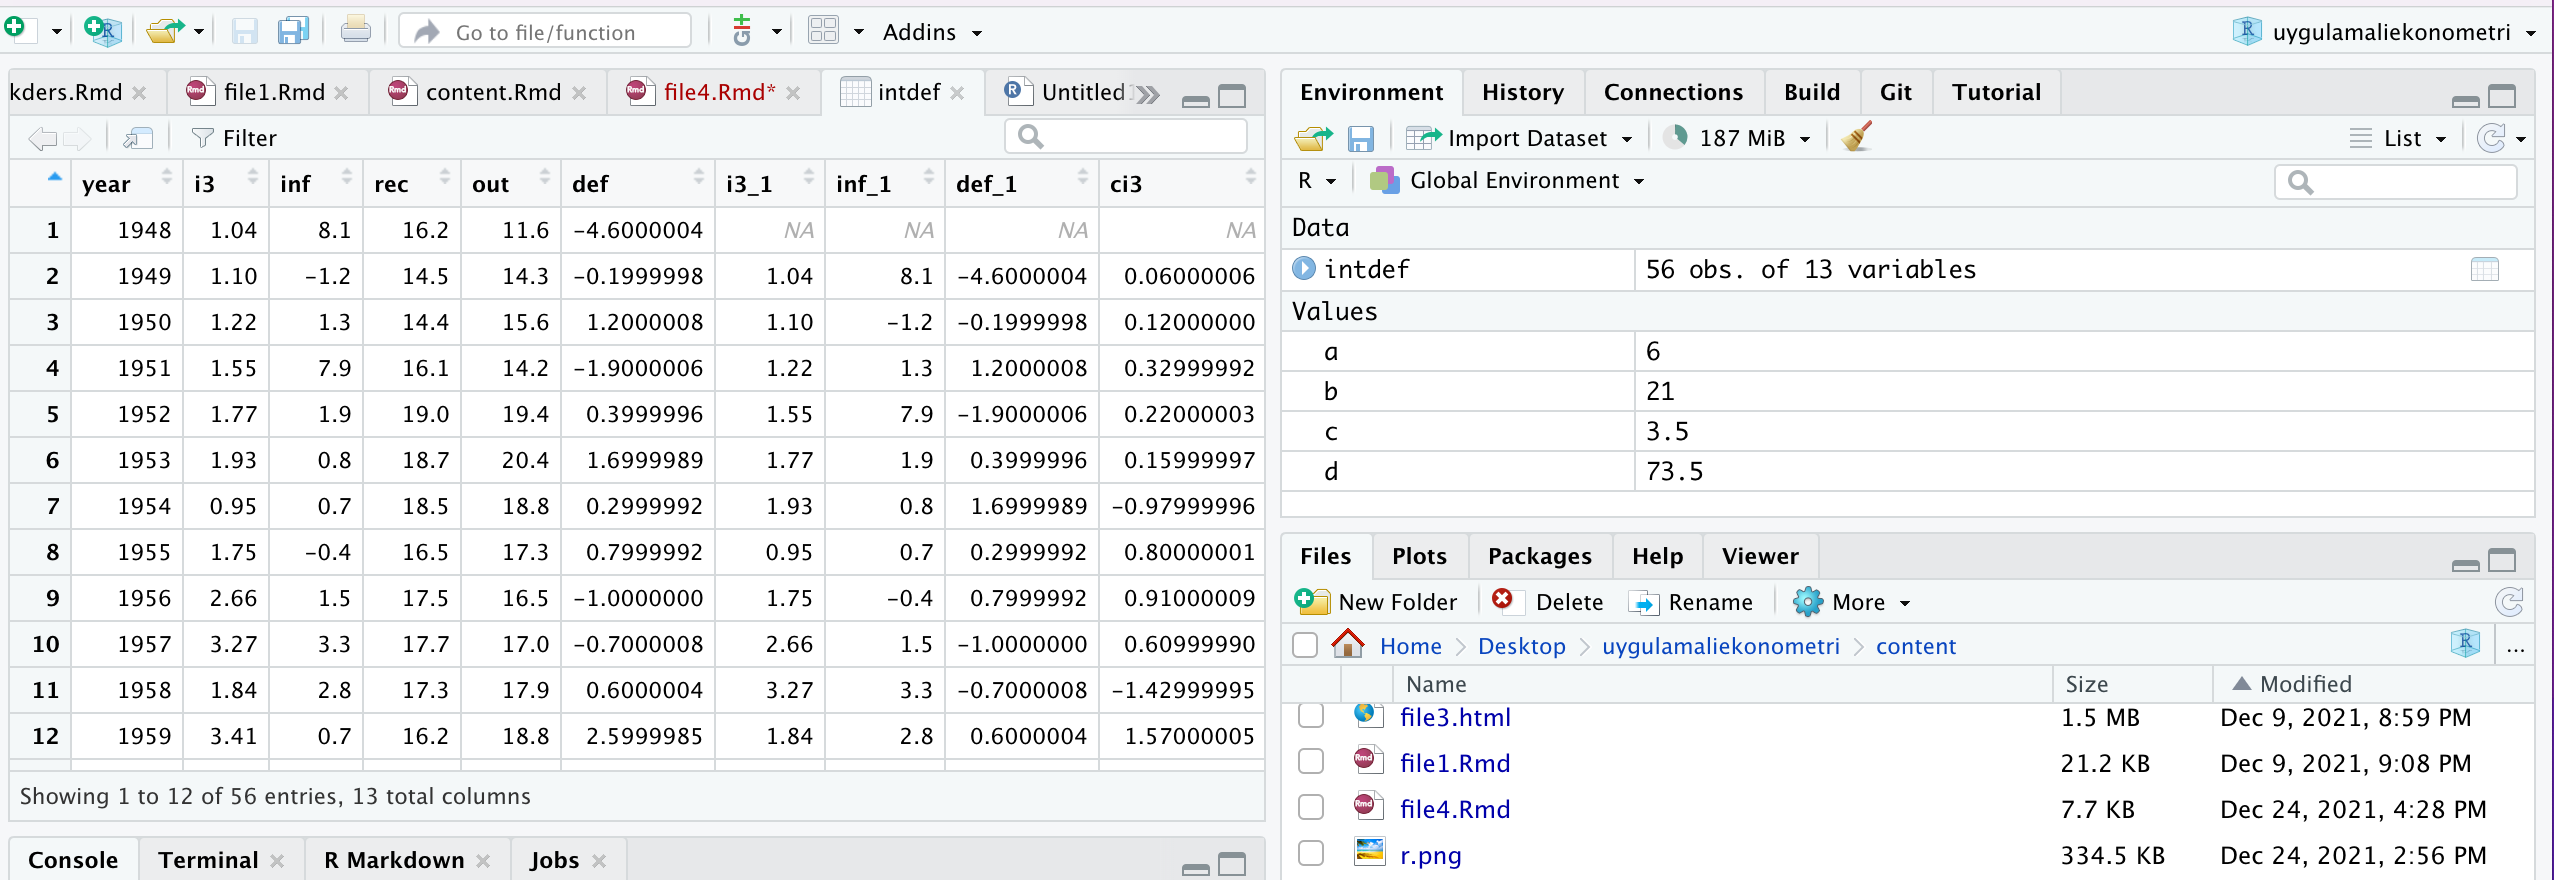 Go to file/function Addins uygulamaliekonometri
kders.Rmd file1.Rmd content.Rmd file4.Rmd* intdef Untitled1
Filter
year i3 inf rec out def i3_1 inf_1 def_1 ci3
1 1948 1.04 8.1 16.2 11.6 −4.6000004 NA NA NA NA
2 1949 1.10 −1.2 14.5 14.3 −0.1999998 1.04 8.1 −4.6000004 0.06000006
3 1950 1.22 1.3 14.4 15.6 1.2000008 1.10 −1.2 −0.1999998 0.12000000
4 1951 1.55 7.9 16.1 14.2 −1.9000006 1.22 1.3 1.2000008 0.32999992
5 1952 1.77 1.9 19.0 19.4 0.3999996 1.55 7.9 −1.9000006 0.22000003
6 1953 1.93 0.8 18.7 20.4 1.6999989 1.77 1.9 0.3999996 0.15999997
7 1954 0.95 0.7 18.5 18.8 0.2999992 1.93 0.8 1.6999989 −0.97999996
8 1955 1.75 −0.4 16.5 17.3 0.7999992 0.95 0.7 0.2999992 0.80000001
9 1956 2.66 1.5 17.5 16.5 −1.0000000 1.75 −0.4 0.7999992 0.91000009
10 1957 3.27 3.3 17.7 17.0 −0.7000008 2.66 1.5 −1.0000000 0.60999990
11 1958 1.84 2.8 17.3 17.9 0.6000004 3.27 3.3 −0.7000008 −1.42999995
12 1959 3.41 0.7 16.2 18.8 2.5999985 1.84 2.8 0.6000004 1.57000005
Showing 1 to 12 of 56 entries, 13 total columns
Console Terminal R Markdown Jobs
Environment History Connections Build Git Tutorial
Import Dataset 187 MiB List
R Global Environment
Data
intdef 56 obs. of 13 variables
Values
a 6
b 21
c 3.5
d 73.5
Files Plots Packages Help Viewer
New Folder Delete Rename More
Home Desktop uygulamaliekonometri content ...
Name Size Modified
file3.html 1.5 MB Dec 9, 2021, 8:59 PM
file1.Rmd 21.2 KB Dec 9, 2021, 9:08 PM
file4.Rmd 7.7 KB Dec 24, 2021, 4:28 PM
r.png 334.5 KB Dec 24, 2021, 2:56 PM